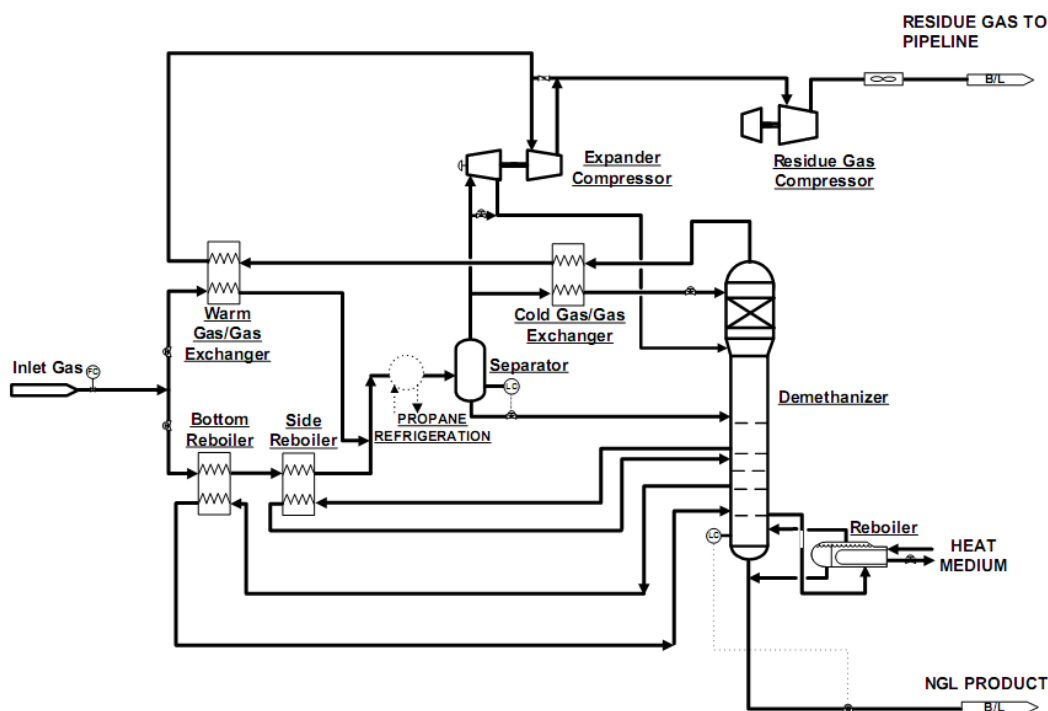 RESIDUE GAS TO
PIPELINE
B/L
Expander
Compressor
Residue Gas
Compressor
Warm
Gas/Gas
Exchanger
Cold Gas/Gas
Exchanger
Inlet Gas
FC
Separator
LC
Demethanizer
PROPANE
REFRIGERATION
Bottom
Reboiler
Side
Reboiler
LC
Reboiler
HEAT
MEDIUM
NGL PRODUCT
B/L